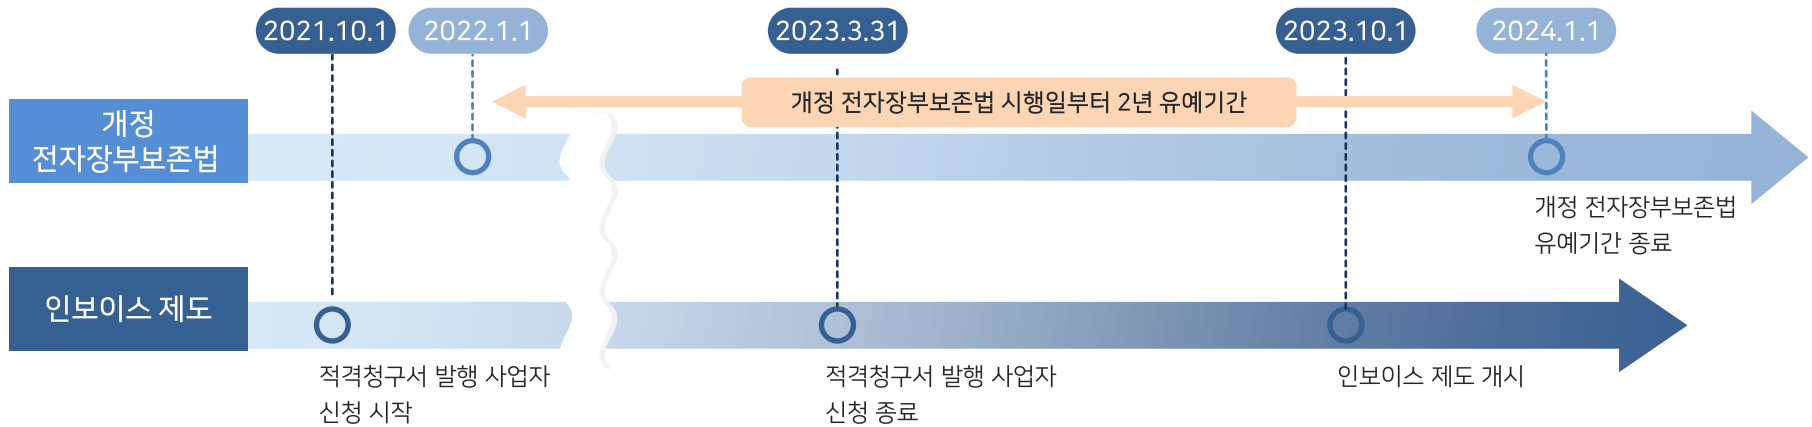 2021.10.1
2022.1.1
2023.3.31
2023.10.1
2024.1.1
개정 전자장부보존법 시행일부터 2년 유예기간
개정
전자장부보존법
개정 전자장부보존법
유예기간 종료
인보이스 제도
적격청구서 발행 사업자
신청 시작
적격청구서 발행 사업자
신청 종료
인보이스 제도 개시